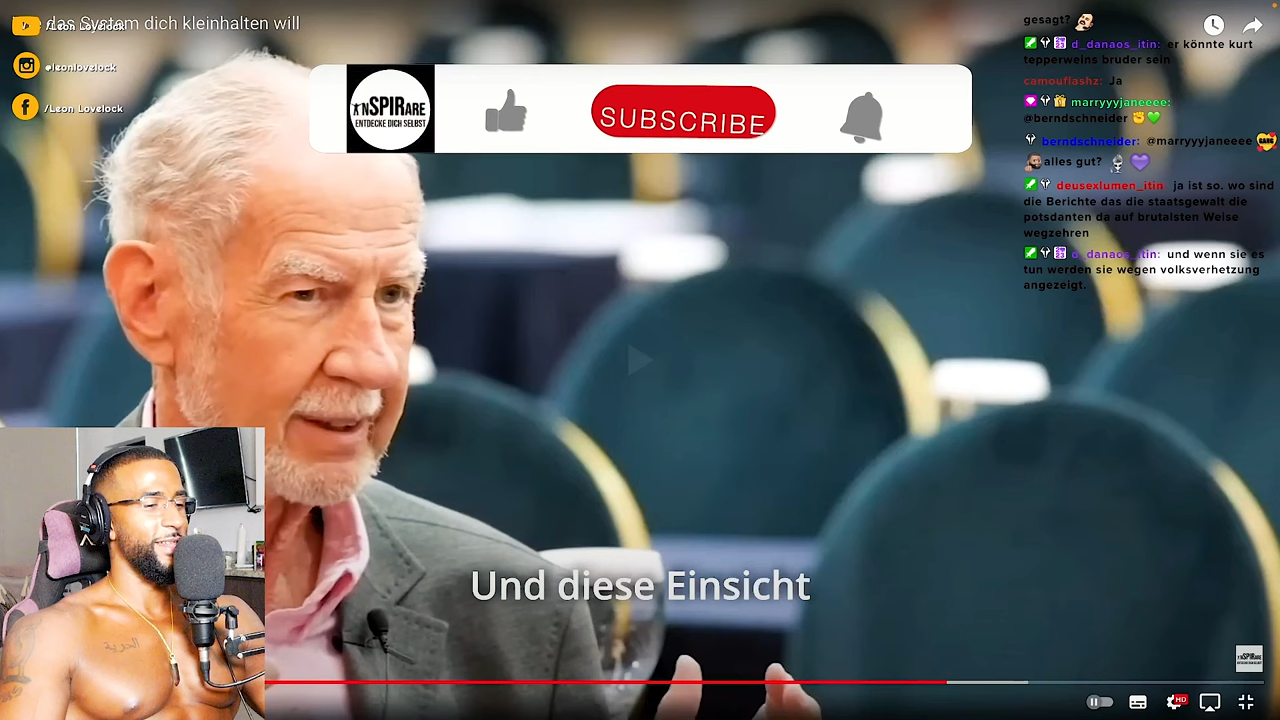 das System dich kleinhalten will
/Leon Lovelock
@leonlovelock
/Leon Lovelock
INSPIRARE
ENTDECKE DICH SELBST
SUBSCRIBE
gesagt?
d_danaos_itin: er könnte kurt
tepperweins bruder sein
camouflashz: Ja
marryyyjaneeee:
@berndschneider
berndschneider: @marryyyjaneeee
alles gut?
deusexlumen_itin ja ist so. wo sind
die Berichte das die staatsgewalt die
potsdanten da auf brutalsten Weise
wegzehren
d_danaos_itin: und wenn sie es
tun werden sie wegen volksverhetzung
angezeigt.
Und diese Einsicht
HD